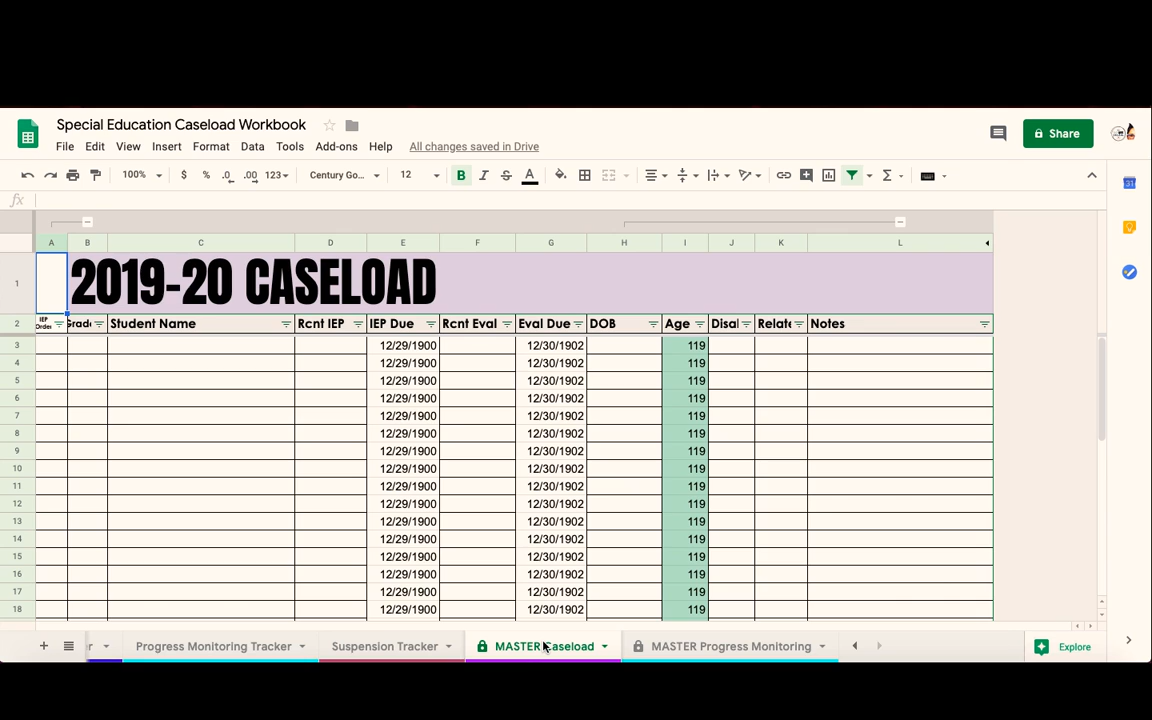 Special Education Caseload Workbook
Share
File Edit View Insert Format Data Tools Add-ons Help All changes saved in Drive
100% $ % .0 .00 123 Century Go... 12 B I S A Σ
fx
A B C D E F G H I J K L
1 2019-20 CASELOAD
2 IEP Order Grade Student Name Rcnt IEP IEP Due Rcnt Eval Eval Due DOB Age Disal Relate Notes
3 12/29/1900 12/30/1902 119
4 12/29/1900 12/30/1902 119
5 12/29/1900 12/30/1902 119
6 12/29/1900 12/30/1902 119
7 12/29/1900 12/30/1902 119
8 12/29/1900 12/30/1902 119
9 12/29/1900 12/30/1902 119
10 12/29/1900 12/30/1902 119
11 12/29/1900 12/30/1902 119
12 12/29/1900 12/30/1902 119
13 12/29/1900 12/30/1902 119
14 12/29/1900 12/30/1902 119
15 12/29/1900 12/30/1902 119
16 12/29/1900 12/30/1902 119
17 12/29/1900 12/30/1902 119
18 12/29/1900 12/30/1902 119
Progress Monitoring Tracker Suspension Tracker MASTER Caseload MASTER Progress Monitoring Explore